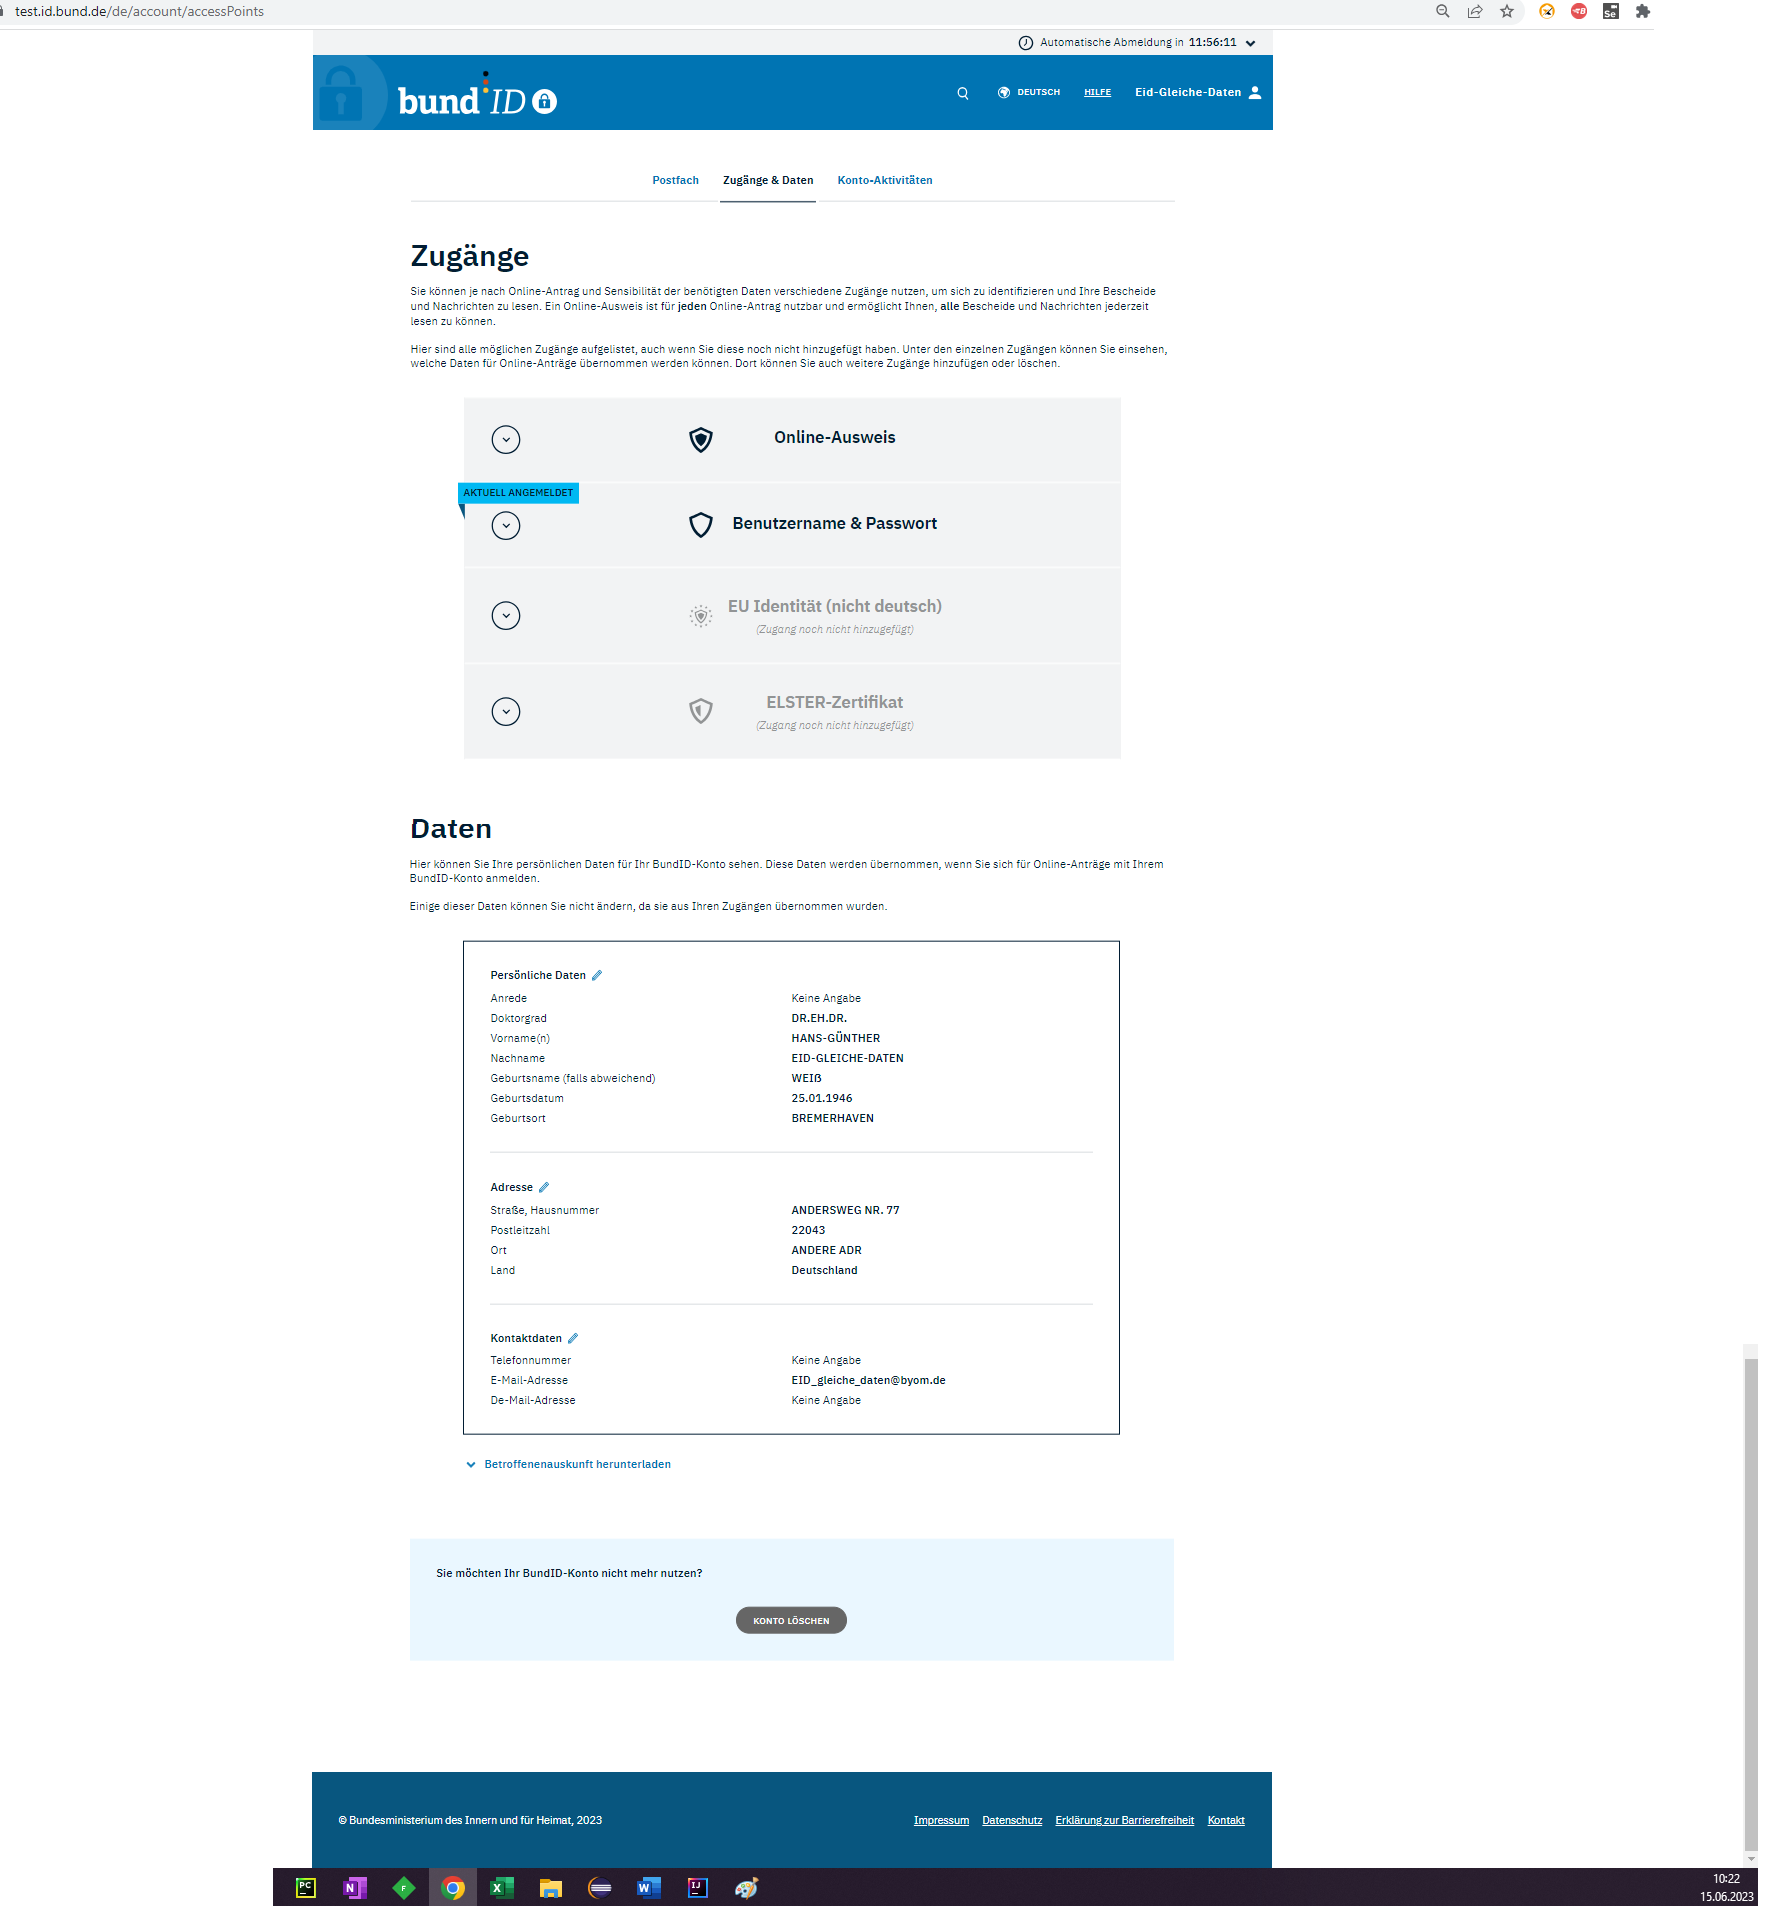 test.id.bund.de/de/account/accessPoints
Automatische Abmeldung in 11:56:11
bundID
DEUTSCH
HILFE
Eid-Gleiche-Daten
Postfach
Zugänge & Daten
Konto-Aktivitäten
Zugänge
Sie können je nach Online-Antrag und Sensibilität der benötigten Daten verschiedene Zugänge nutzen, um sich zu identifizieren und Ihre Bescheide
und Nachrichten zu lesen. Ein Online-Ausweis ist für jeden Online-Antrag nutzbar und ermöglicht Ihnen, alle Bescheide und Nachrichten jederzeit
lesen zu können.
Hier sind alle möglichen Zugänge aufgelistet, auch wenn Sie diese noch nicht hinzugefügt haben. Unter den einzelnen Zugängen können Sie einsehen,
welche Daten für Online-Anträge übernommen werden können. Dort können Sie auch weitere Zugänge hinzufügen oder löschen.
Online-Ausweis
AKTUELL ANGEMELDET
Benutzername & Passwort
EU Identität (nicht deutsch)
(Zugang noch nicht hinzugefügt)
ELSTER-Zertifikat
(Zugang noch nicht hinzugefügt)
Daten
Hier können Sie Ihre persönlichen Daten für Ihr BundID-Konto sehen. Diese Daten werden übernommen, wenn Sie sich für Online-Anträge mit Ihrem
BundID-Konto anmelden.
Einige dieser Daten können Sie nicht ändern, da sie aus Ihren Zugängen übernommen wurden.
Persönliche Daten
Anrede Keine Angabe
Doktorgrad DR.EH.DR.
Vorname(n) HANS-GÜNTHER
Nachname EID-GLEICHE-DATEN
Geburtsname (falls abweichend) WEIß
Geburtsdatum 25.01.1946
Geburtsort BREMERHAVEN
Adresse
Straße, Hausnummer ANDERSWEG NR. 77
Postleitzahl 22043
Ort ANDERE ADR
Land Deutschland
Kontaktdaten
Telefonnummer Keine Angabe
E-Mail-Adresse EID_gleiche_daten@byom.de
De-Mail-Adresse Keine Angabe
Betroffenenauskunft herunterladen
Sie möchten Ihr BundID-Konto nicht mehr nutzen?
KONTO LÖSCHEN
© Bundesministerium des Innern und für Heimat, 2023
Impressum
Datenschutz
Erklärung zur Barrierefreiheit
Kontakt
10:22
15.06.2023